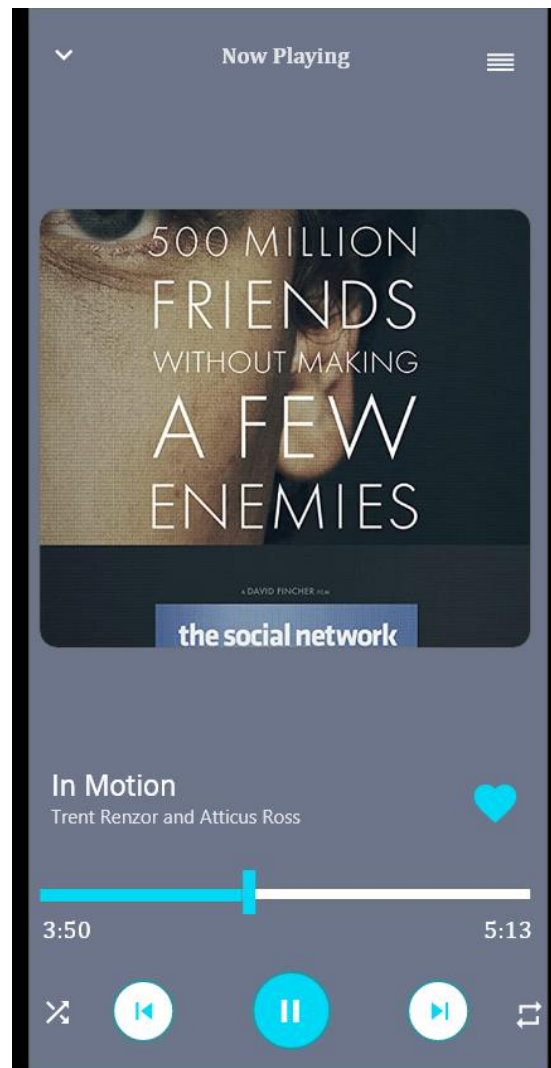 Now Playing
500 MILLION
FRIENDS
WITHOUT MAKING
A FEW
ENEMIES
A DAVID FINCHER FILM
the social network
In Motion
Trent Renzor and Atticus Ross
3:50 5:13